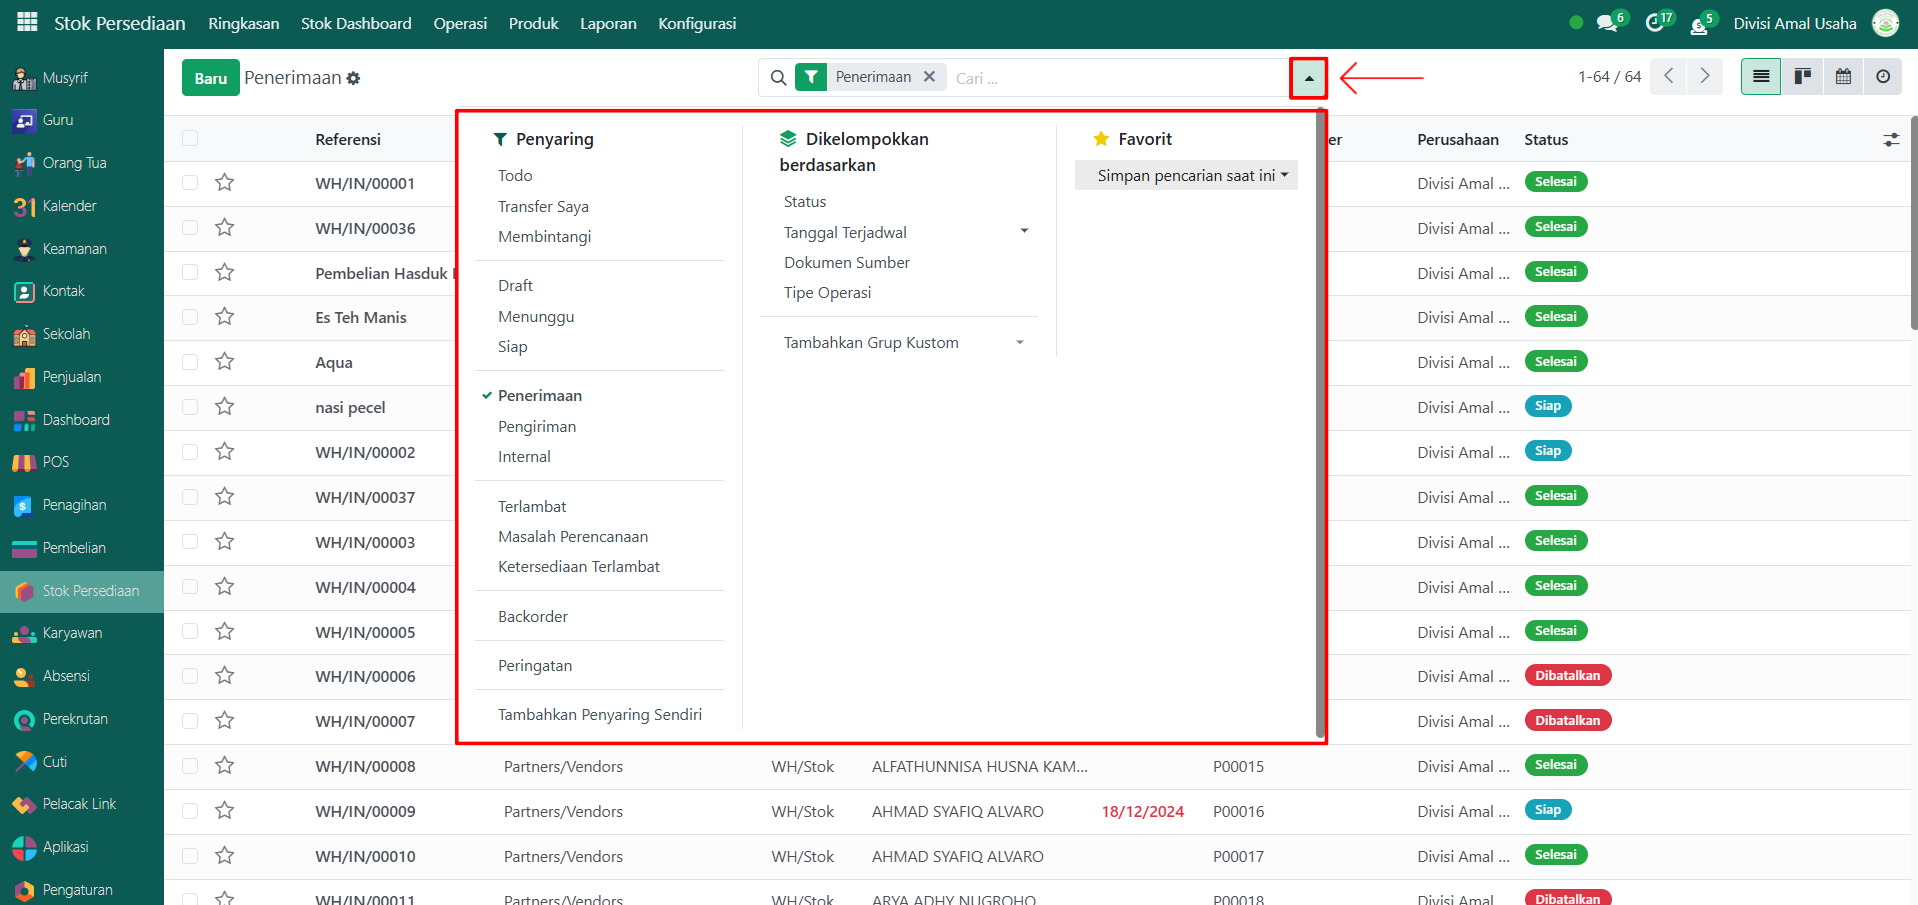 Stok Persediaan Ringkasan Stok Dashboard Operasi Produk Laporan Konfigurasi 6 17 5 Divisi Amal Usaha
Musyrif
Guru
Orang Tua
31 Kalender
Keamanan
Kontak
Sekolah
Penjualan
Dashboard
POS
Penagihan
Pembelian
Stok Persediaan
Karyawan
Absensi
Perekrutan
Cuti
Pelacak Link
Aplikasi
Pengaturan
Baru Penerimaan Penerimaan Cari ... 1-64 / 64
Referensi er Perusahaan Status
Penyaring
Todo
Transfer Saya
Membintangi
Draft
Menunggu
Siap
Penerimaan
Pengiriman
Internal
Terlambat
Masalah Perencanaan
Ketersediaan Terlambat
Backorder
Peringatan
Tambahkan Penyaring Sendiri
Dikelompokkan
berdasarkan
Status
Tanggal Terjadwal
Dokumen Sumber
Tipe Operasi
Tambahkan Grup Kustom
Favorit
Simpan pencarian saat ini
WH/IN/00001 Divisi Amal ... Selesai
WH/IN/00036 Divisi Amal ... Selesai
Pembelian Hasduk Divisi Amal ... Selesai
Es Teh Manis Divisi Amal ... Selesai
Aqua Divisi Amal ... Selesai
nasi pecel Divisi Amal ... Siap
WH/IN/00002 Divisi Amal ... Siap
WH/IN/00037 Divisi Amal ... Selesai
WH/IN/00003 Divisi Amal ... Selesai
WH/IN/00004 Divisi Amal ... Selesai
WH/IN/00005 Divisi Amal ... Selesai
WH/IN/00006 Divisi Amal ... Dibatalkan
WH/IN/00007 Divisi Amal ... Dibatalkan
WH/IN/00008 Partners/Vendors WH/Stok ALFATHUNNISA HUSNA KAM... P00015 Divisi Amal ... Selesai
WH/IN/00009 Partners/Vendors WH/Stok AHMAD SYAFIQ ALVARO 18/12/2024 P00016 Divisi Amal ... Siap
WH/IN/00010 Partners/Vendors WH/Stok AHMAD SYAFIQ ALVARO P00017 Divisi Amal ... Selesai
WH/IN/00011 Partners/Vendors WH/Stok ARYA ADHY NUGROHO P00018 Divisi Amal ... Dibatalkan